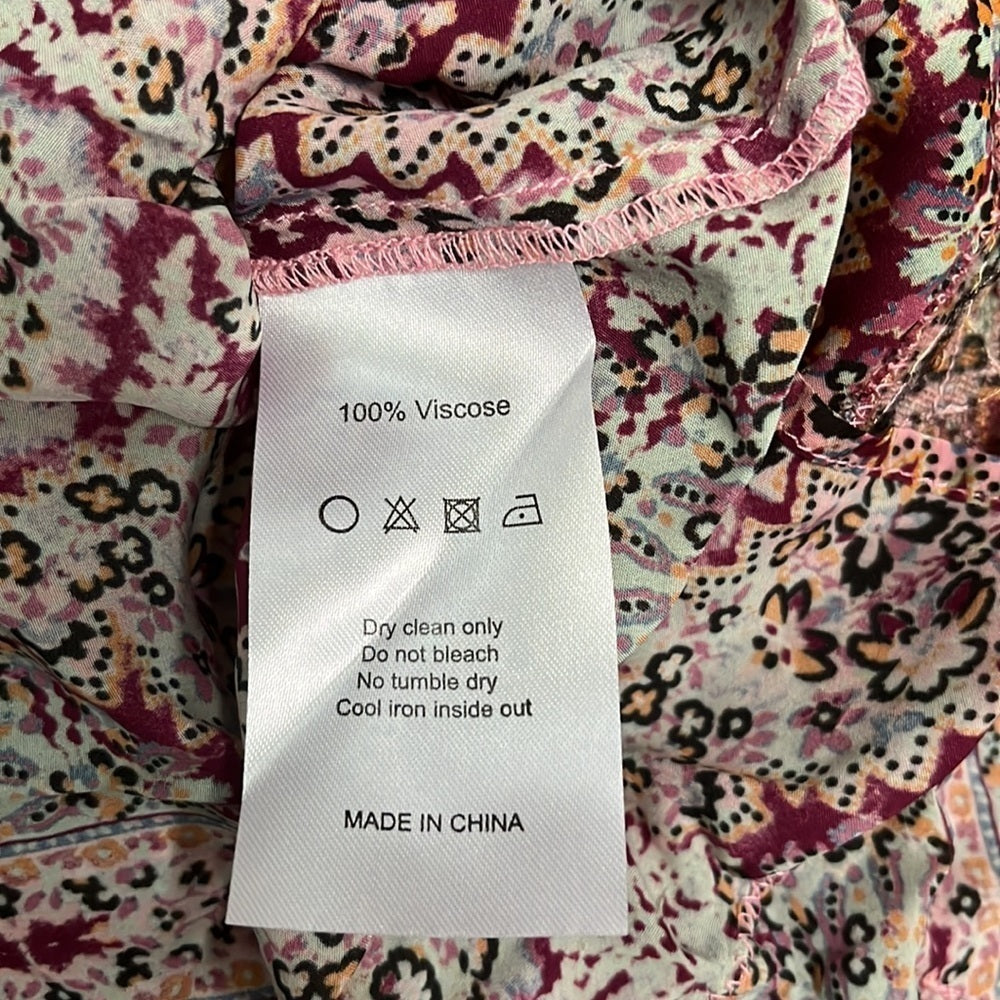 100% Viscose
Dry clean only
Do not bleach
No tumble dry
Cool iron inside out
MADE IN CHINA